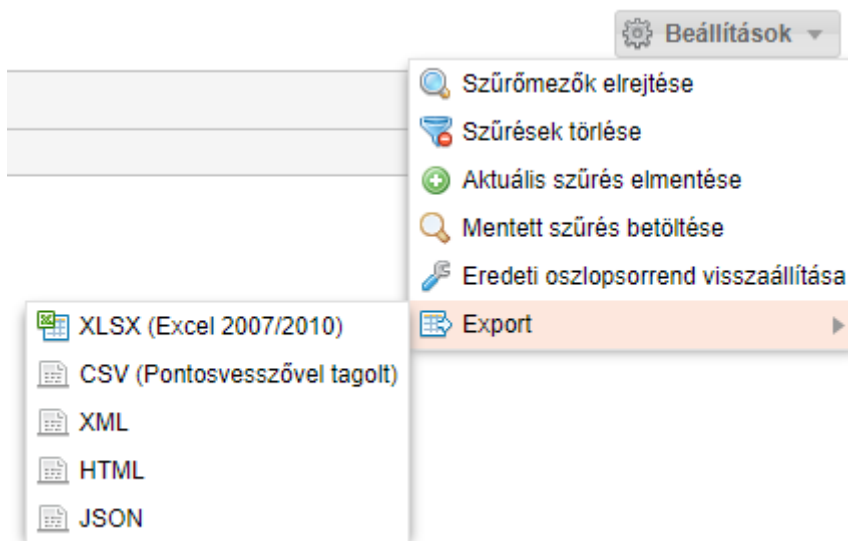 Beállítások
Szűrőmezők elrejtése
Szűrések törlése
Aktuális szűrés elmentése
Mentett szűrés betöltése
Eredeti oszlopsorrend visszaállítása
Export
XLSX (Excel 2007/2010)
CSV (Pontosvesszővel tagolt)
XML
HTML
JSON